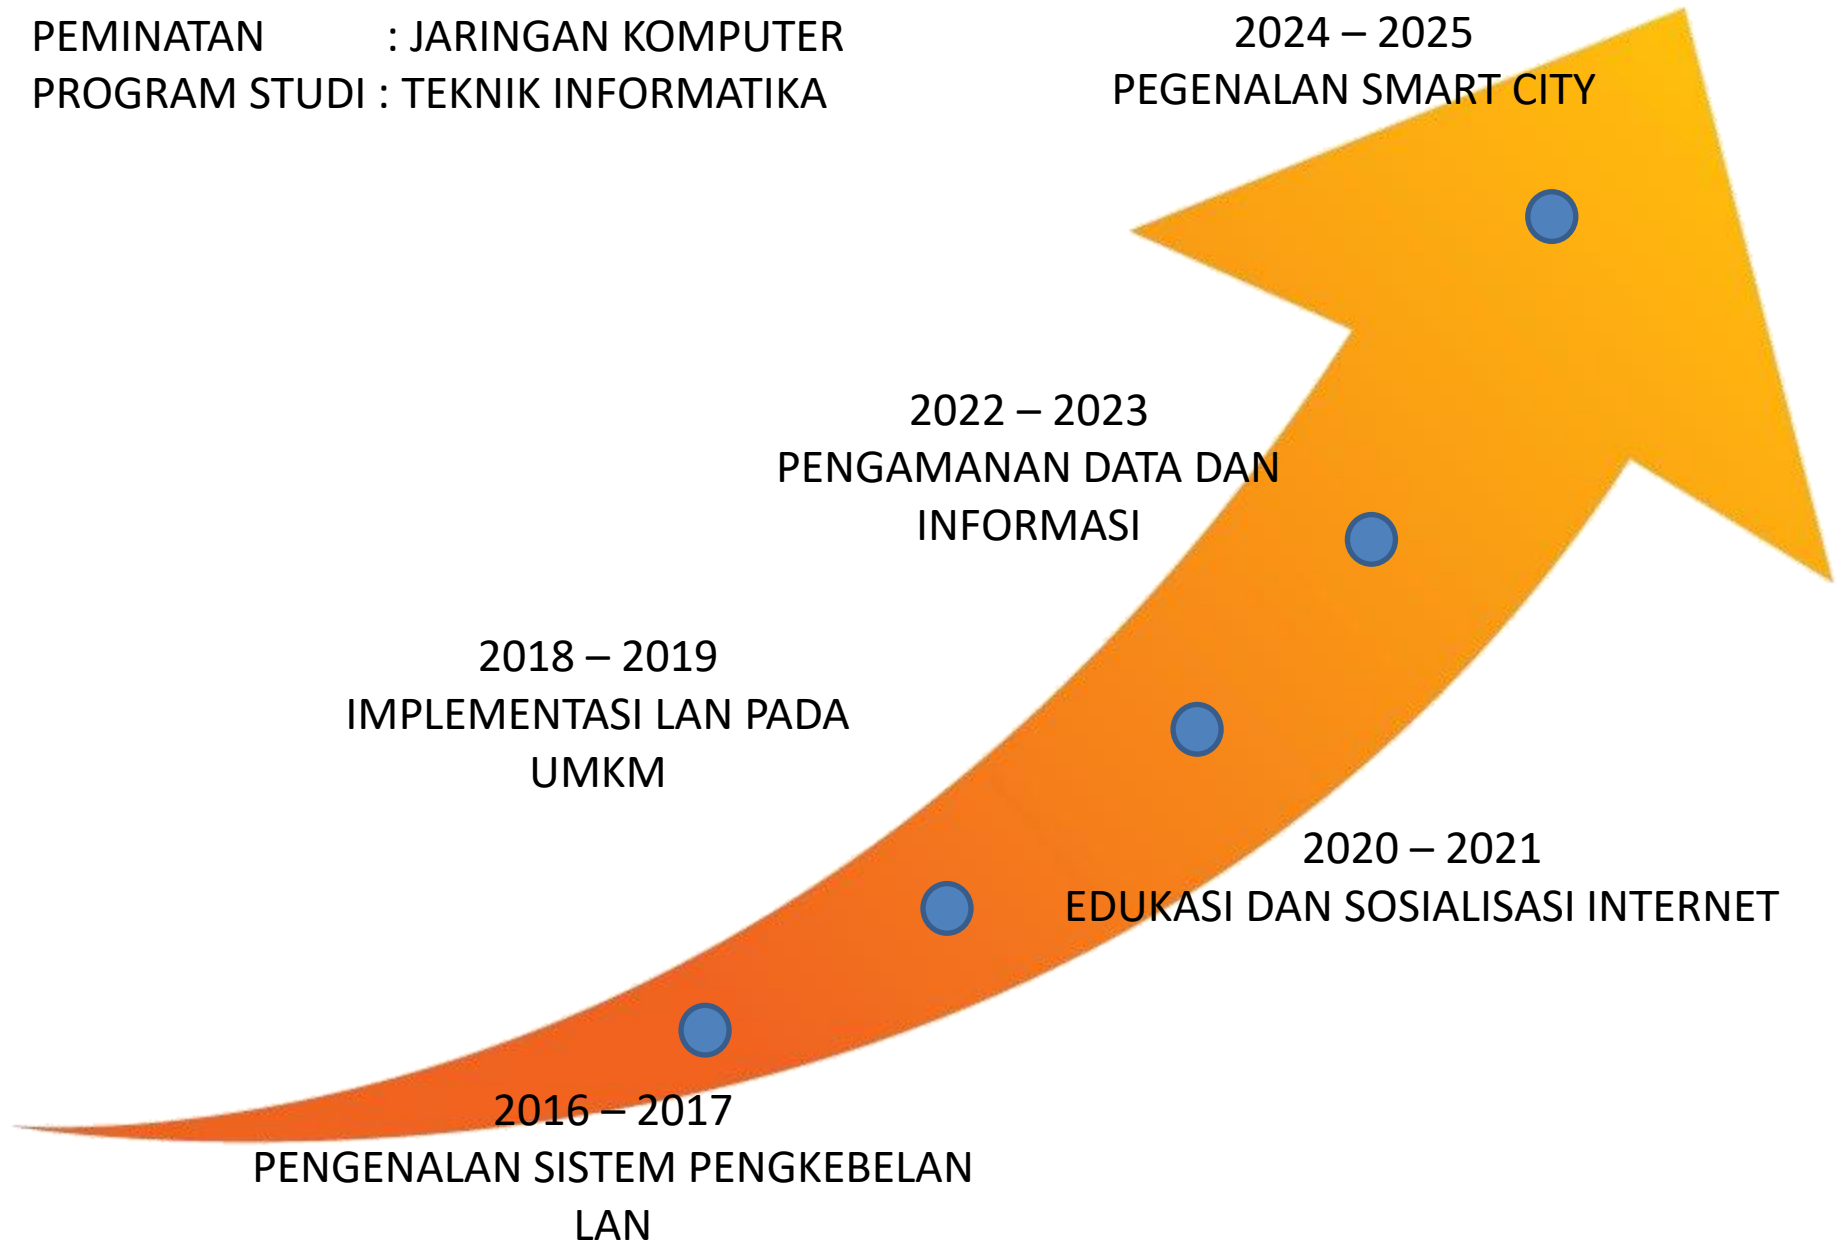 PEMINATAN : JARINGAN KOMPUTER
PROGRAM STUDI : TEKNIK INFORMATIKA
2024 – 2025
PEGENALAN SMART CITY
2022 – 2023
PENGAMANAN DATA DAN
INFORMASI
2018 – 2019
IMPLEMENTASI LAN PADA
UMKM
2020 – 2021
EDUKASI DAN SOSIALISASI INTERNET
2016 – 2017
PENGENALAN SISTEM PENGKEBELAN
LAN